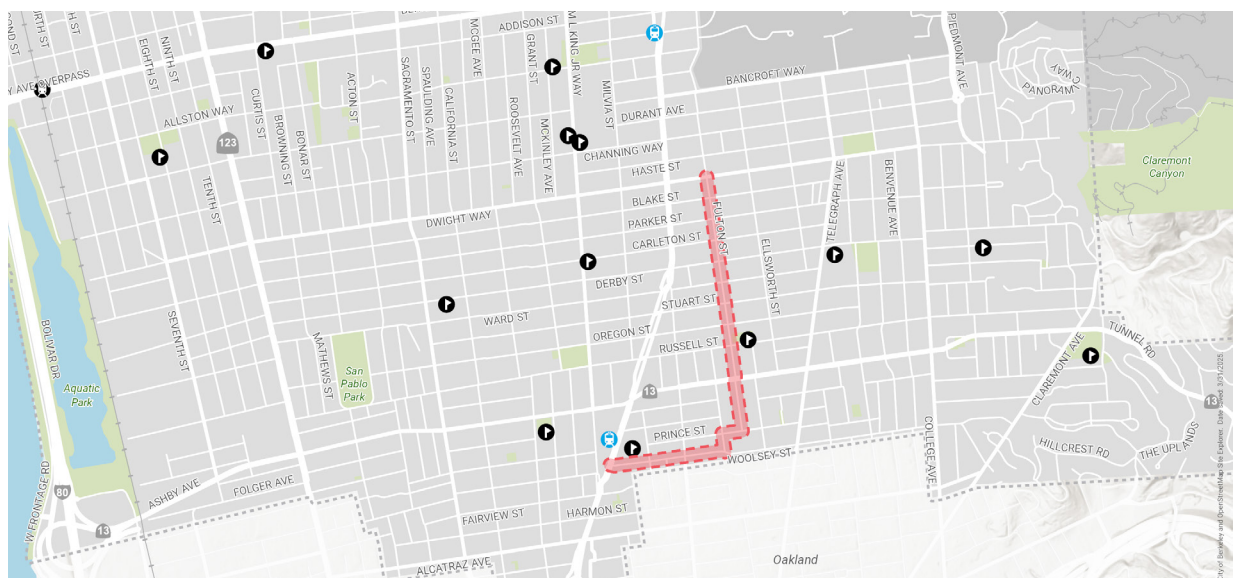 ADDISON ST
MCGEE AVE
GRANT ST
M L KING JR WAY
PIEDMONT AVE
NINTH ST
EIGHTH ST
Y AVE OVERPASS
BANCROFT WAY
PANORAMIC WAY
ACTON ST
SACRAMENTO ST
SPAULDING AVE
CALIFORNIA ST
ROOSEVELT AVE
MCKINLEY AVE
MILVIA ST
DURANT AVE
ALLSTON WAY
CURTIS ST
BROWNING ST
BONAR ST
123
CHANNING WAY
HASTE ST
TENTH ST
DWIGHT WAY
BLAKE ST
PARKER ST
CARLETON ST
FULTON ST
ELLSWORTH ST
TELEGRAPH AVE
BENVENUE AVE
Claremont
Canyon
DERBY ST
STUART ST
WARD ST
OREGON ST
RUSSELL ST
SEVENTH ST
MATHEWS ST
San
Pablo
Park
BOLIVAR DR
Aquatic
Park
13
TUNNEL RD
CLAREMONT AVE
13
PRINCE ST
WOOLSEY ST
COLLEGE AVE
HILLCREST RD
THE UPLANDS
W FRONTAGE RD
80
ASHBY AVE
FOLGER AVE
13
FAIRVIEW ST
HARMON ST
ALCATRAZ AVE
Oakland